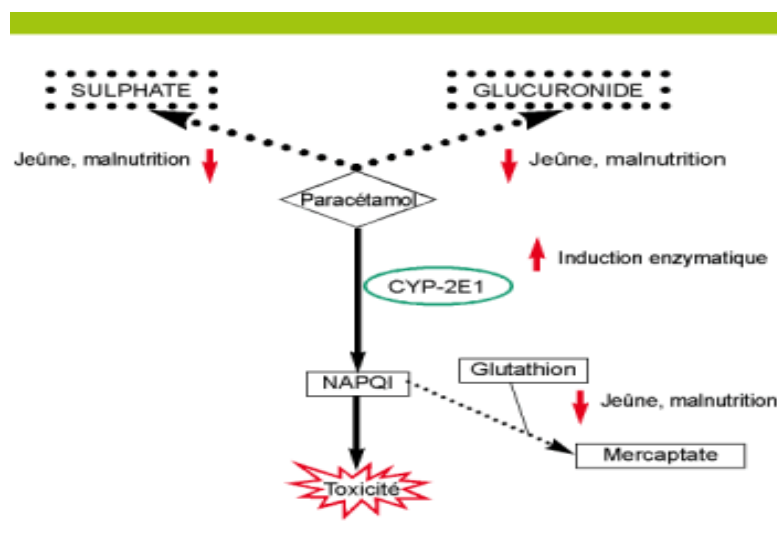 SULPHATE
GLUCURONIDE
Jeûne, malnutrition
Jeûne, malnutrition
Paracétamol
Induction enzymatique
CYP-2E1
Glutathion
NAPQI
Jeûne, malnutrition
Mercaptate
Toxicité